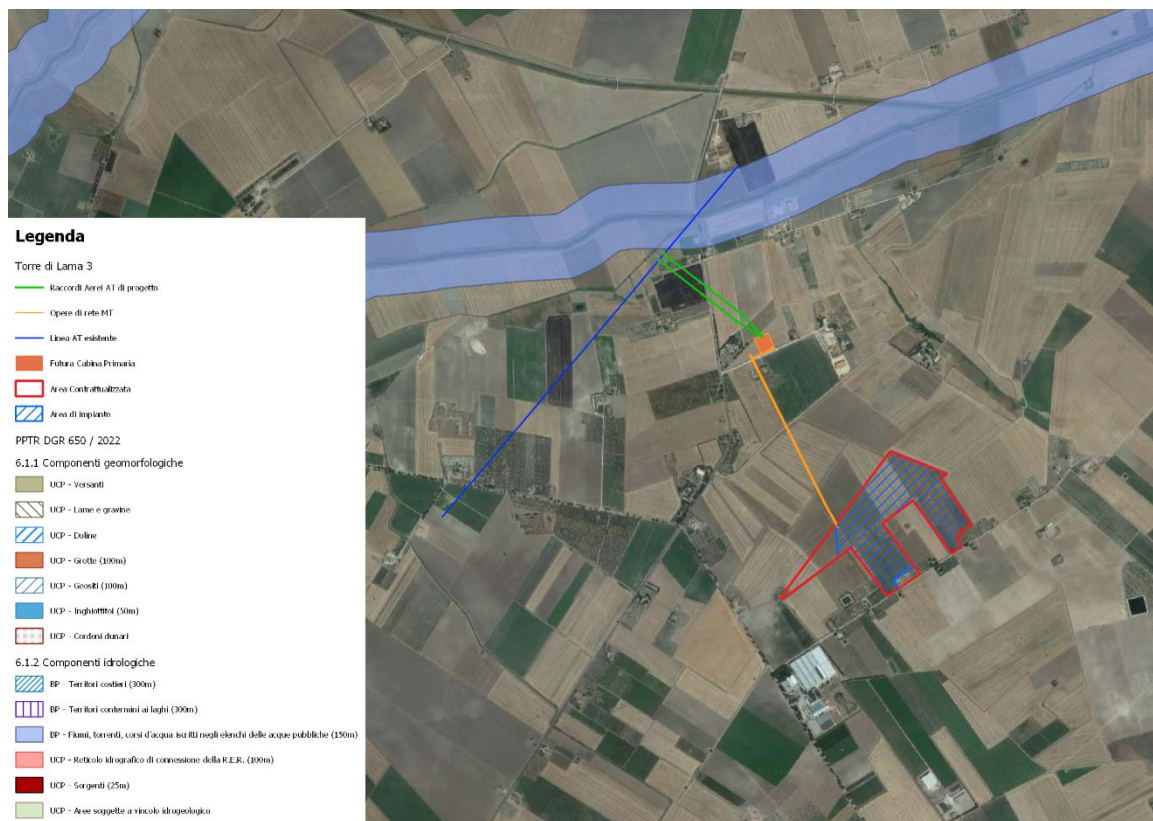 Legenda
Torre di Lama 3
Raccordi Aerei AT di progetto
Opere di rete MT
Linea AT esistente
Futura Cabina Primaria
Area Contrattualizzata
Area di impianto
PPTR DGR 650 / 2022
6.1.1 Componenti geomorfologiche
UCP - Versanti
UCP - Lame e gravine
UCP - Doline
UCP - Grotte (100m)
UCP - Geositi (100m)
UCP - Inghiottitoi (50m)
UCP - Cordoni dunari
6.1.2 Componenti idrologiche
BP - Territori costieri (300m)
BP - Territori contermini ai laghi (300m)
BP - Fiumi, torrenti, corsi d'acqua iscritti negli elenchi delle acque pubbliche (150m)
UCP - Reticolo idrografico di connessione della R.E.R. (100m)
UCP - Sorgenti (25m)
UCP - Aree soggette a vincolo idrogeologico